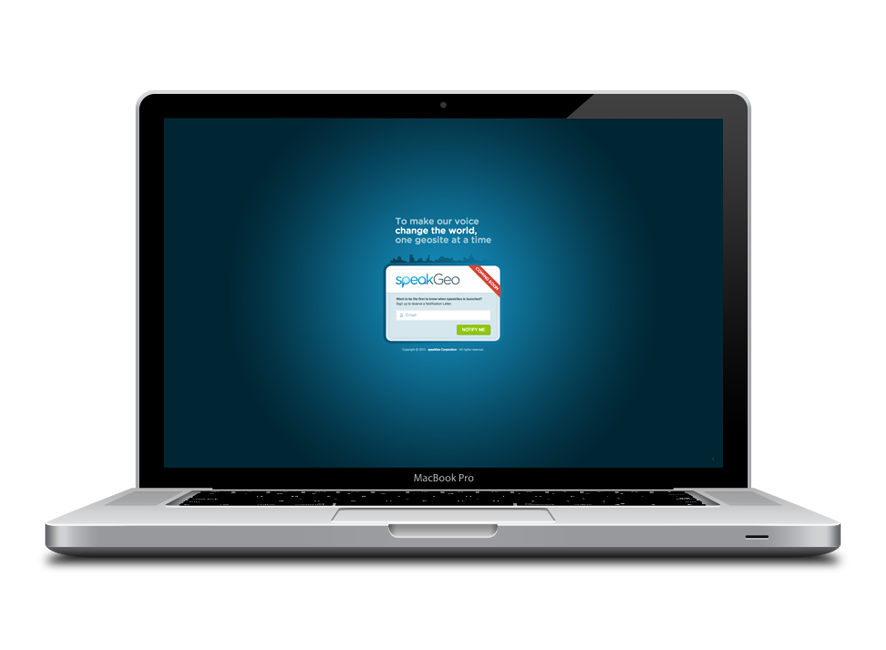 To make our voice
change the world,
one geosite at a time
speakGeo
COMING SOON
Want to be the first to know when speakGeo is launched?
Sign up to receive a Notification Letter.
Email
NOTIFY ME
speakGeo Corporation - All rights reserved
MacBook Pro